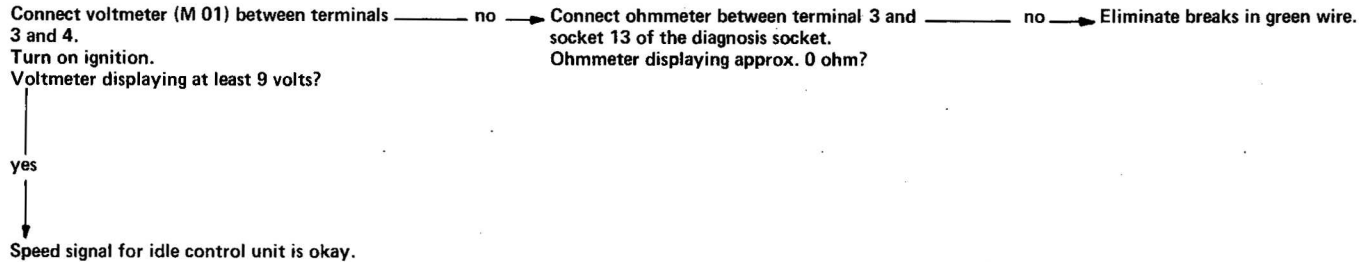 Connect voltmeter (M 01) between terminals
3 and 4.
Turn on ignition.
Voltmeter displaying at least 9 volts?
no
Connect ohmmeter between terminal 3 and
socket 13 of the diagnosis socket.
Ohmmeter displaying approx. 0 ohm?
no
Eliminate breaks in green wire.
yes
Speed signal for idle control unit is okay.